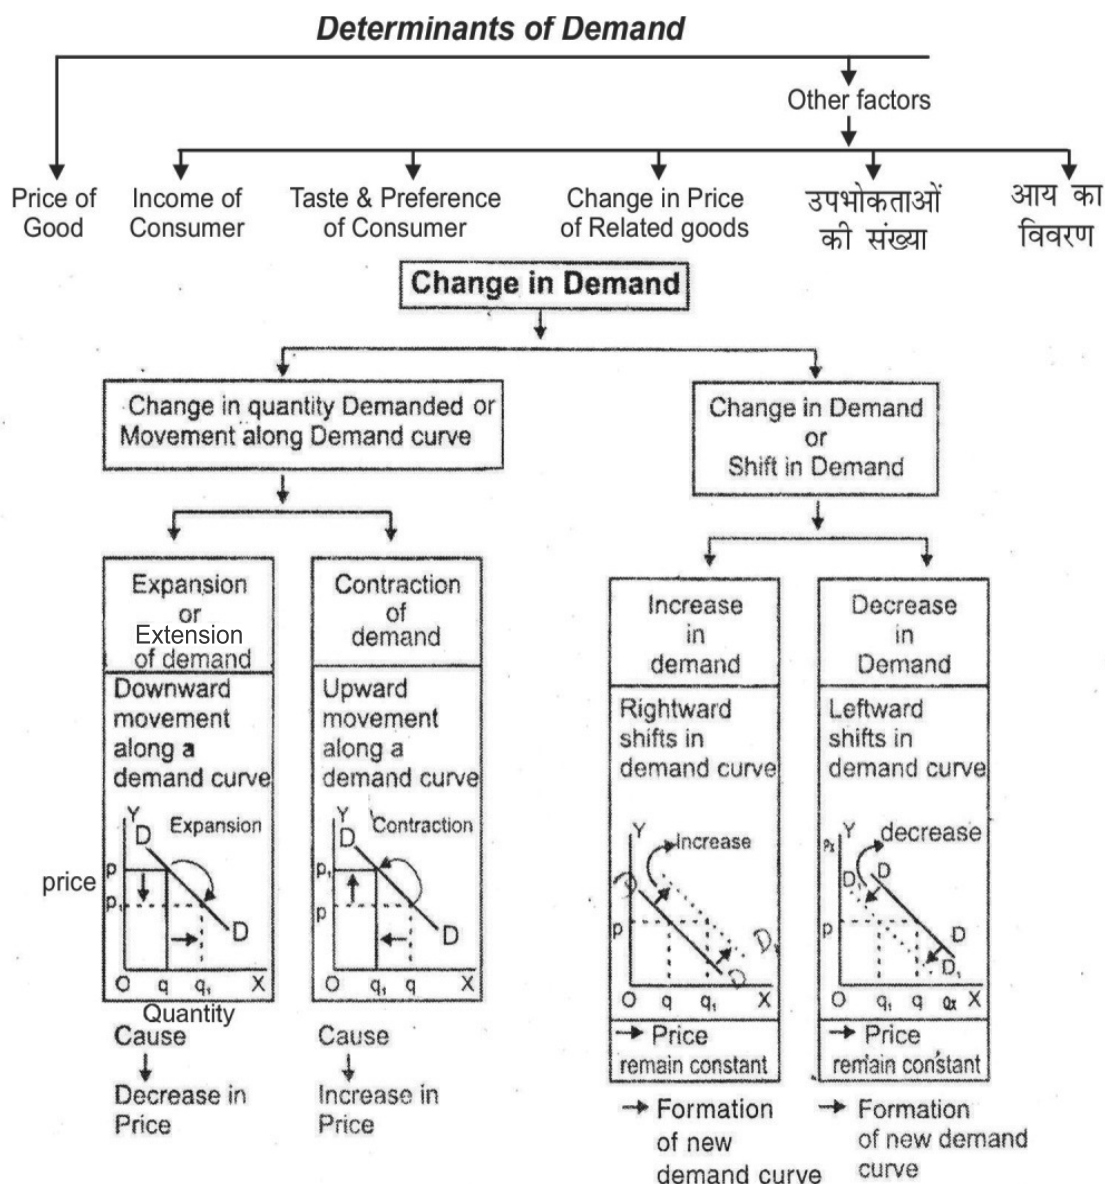 Determinants of Demand
Other factors
Price of
Good
Income of
Consumer
Taste & Preference
of Consumer
Change in Price
of Related goods
उपभोकताओं
की संख्या
आय का
विवरण
Change in Demand
Change in quantity Demanded or
Movement along Demand curve
Change in Demand
or
Shift in Demand
Expansion
or
Extension
of demand
Downward
movement
along a
demand curve
Y
D
Expansion
price
p
p₁
D
O
q
q₁
X
Quantity
Cause
Decrease in
Price
Contraction
of
demand
Upward
movement
along a
demand curve
Y
D
Contraction
p₁
p
D
O
q₁
q
X
Cause
Increase in
Price
Increase
in
demand
Rightward
shifts in
demand curve
Y
Increase
D
p
D₁
D
O
q
q₁
X
Price
remain constant
Formation
of new
demand curve
Decrease
in
Demand
Leftward
shifts in
demand curve
Px
Y
decrease
D₁
D
p
D
D₁
O
q₁
q
Qx
X
Price
remain constant
Formation
of new demand
curve